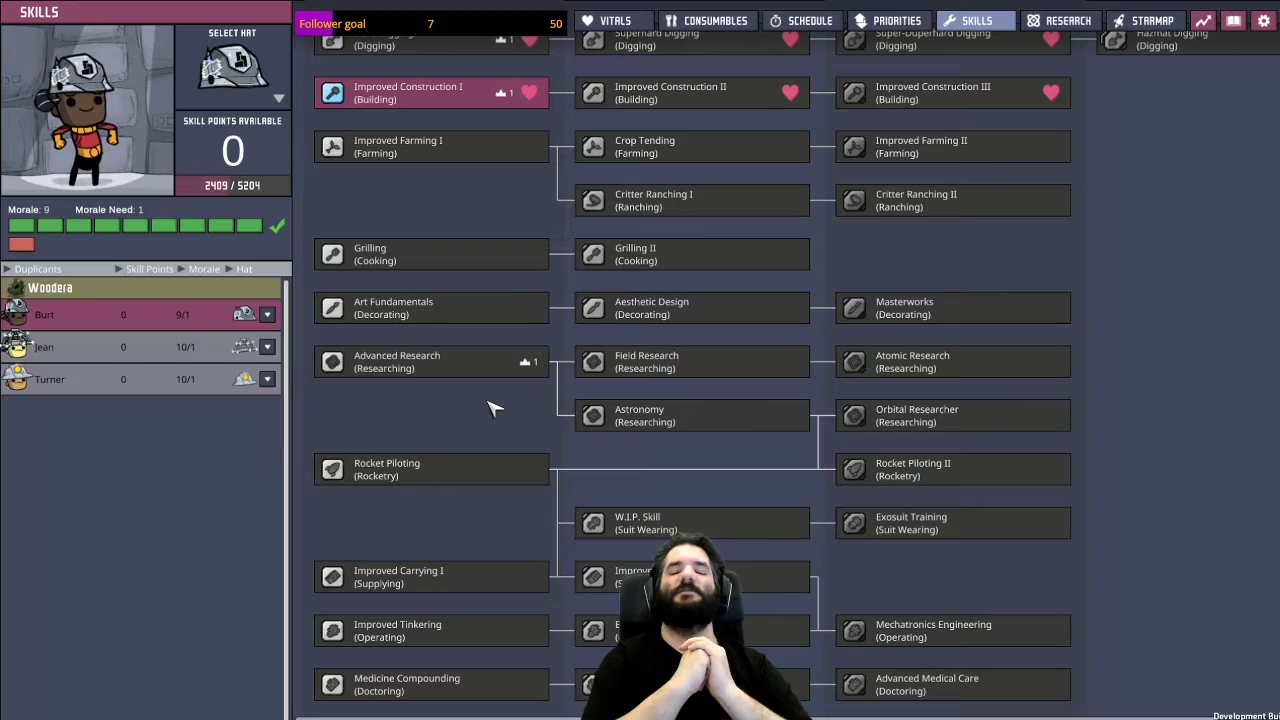 SKILLS
Follower goal 7 50
VITALS
CONSUMABLES
SCHEDULE
PRIORITIES
SKILLS
RESEARCH
STARMAP
SELECT HAT
SKILL POINTS AVAILABLE
0
2409 / 5204
Morale: 9 Morale Need: 1
Duplicants Skill Points Morale Hat
Woodera
Burt 0 9/1
Jean 0 10/1
Turner 0 10/1
(Digging)
1
Superhard Digging
(Digging)
Super-Duperhard Digging
(Digging)
Hazmat Digging
(Digging)
Improved Construction I
(Building)
1
Improved Construction II
(Building)
Improved Construction III
(Building)
Improved Farming I
(Farming)
Crop Tending
(Farming)
Improved Farming II
(Farming)
Critter Ranching I
(Ranching)
Critter Ranching II
(Ranching)
Grilling
(Cooking)
Grilling II
(Cooking)
Art Fundamentals
(Decorating)
Aesthetic Design
(Decorating)
Masterworks
(Decorating)
Advanced Research
(Researching)
1
Field Research
(Researching)
Atomic Research
(Researching)
Astronomy
(Researching)
Orbital Researcher
(Researching)
Rocket Piloting
(Rocketry)
Rocket Piloting II
(Rocketry)
W.I.P. Skill
(Suit Wearing)
Exosuit Training
(Suit Wearing)
Improved Carrying I
(Supplying)
Improved Tinkering
(Operating)
Mechatronics Engineering
(Operating)
Medicine Compounding
(Doctoring)
Advanced Medical Care
(Doctoring)
Development Bu